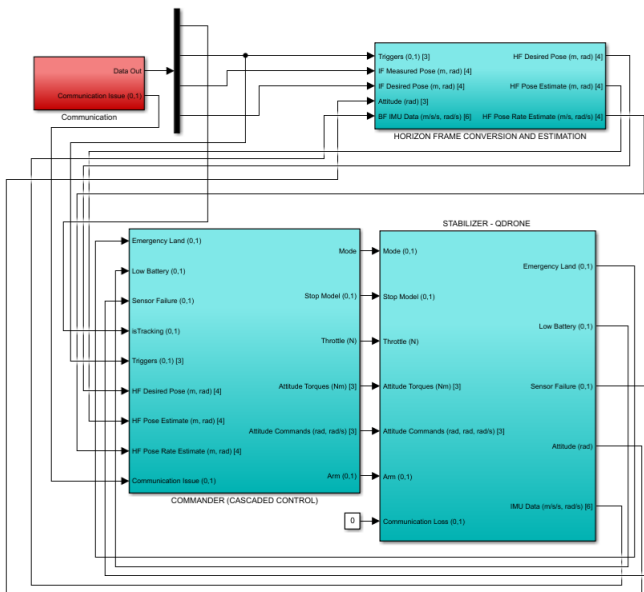 Data Out
Communication Issue (0,1)
Communication
Triggers (0,1) [3]
IF Measured Pose (m, rad) [4]
IF Desired Pose (m, rad) [4]
Attitude (rad) [3]
BF IMU Data (m/s/s, rad/s) [6]
HF Desired Pose (m, rad) [4]
HF Pose Estimate (m, rad) [4]
HF Pose Rate Estimate (m/s, rad/s) [4]
HORIZON FRAME CONVERSION AND ESTIMATION
Emergency Land (0,1)
Low Battery (0,1)
Sensor Failure (0,1)
isTracking (0,1)
Triggers (0,1) [3]
HF Desired Pose (m, rad) [4]
HF Pose Estimate (m, rad) [4]
HF Pose Rate Estimate (m, rad) [4]
Communication Issue (0,1)
Mode
Stop Model (0,1)
Throttle (N)
Attitude Torques (Nm) [3]
Attitude Commands (rad, rad/s) [3]
Arm (0,1)
COMMANDER (CASCADED CONTROL)
STABILIZER - QDRONE
Mode (0,1)
Stop Model (0,1)
Throttle (N)
Attitude Torques (Nm) [3]
Attitude Commands (rad, rad, rad/s) [3]
Arm (0,1)
0
Communication Loss (0,1)
Emergency Land (0,1)
Low Battery (0,1)
Sensor Failure (0,1)
Attitude (rad)
IMU Data (m/s/s, rad/s) [6]